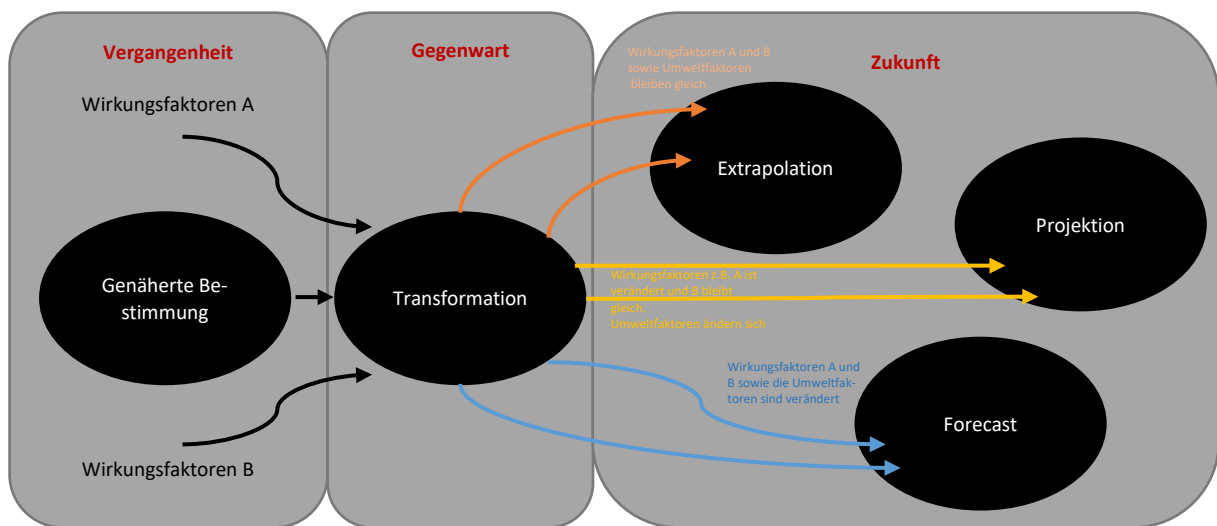 Vergangenheit
Wirkungsfaktoren A
Genäherte Be-
stimmung
Wirkungsfaktoren B
Gegenwart
Transformation
Zukunft
Wirkungsfaktoren A und B
sowie Umweltfaktoren
bleiben gleich
Extrapolation
Projektion
Wirkungsfaktoren z.B. A ist
verändert und B bleibt
gleich.
Umweltfaktoren ändern sich
Wirkungsfaktoren A und
B sowie die Umweltfak-
toren sind verändert
Forecast